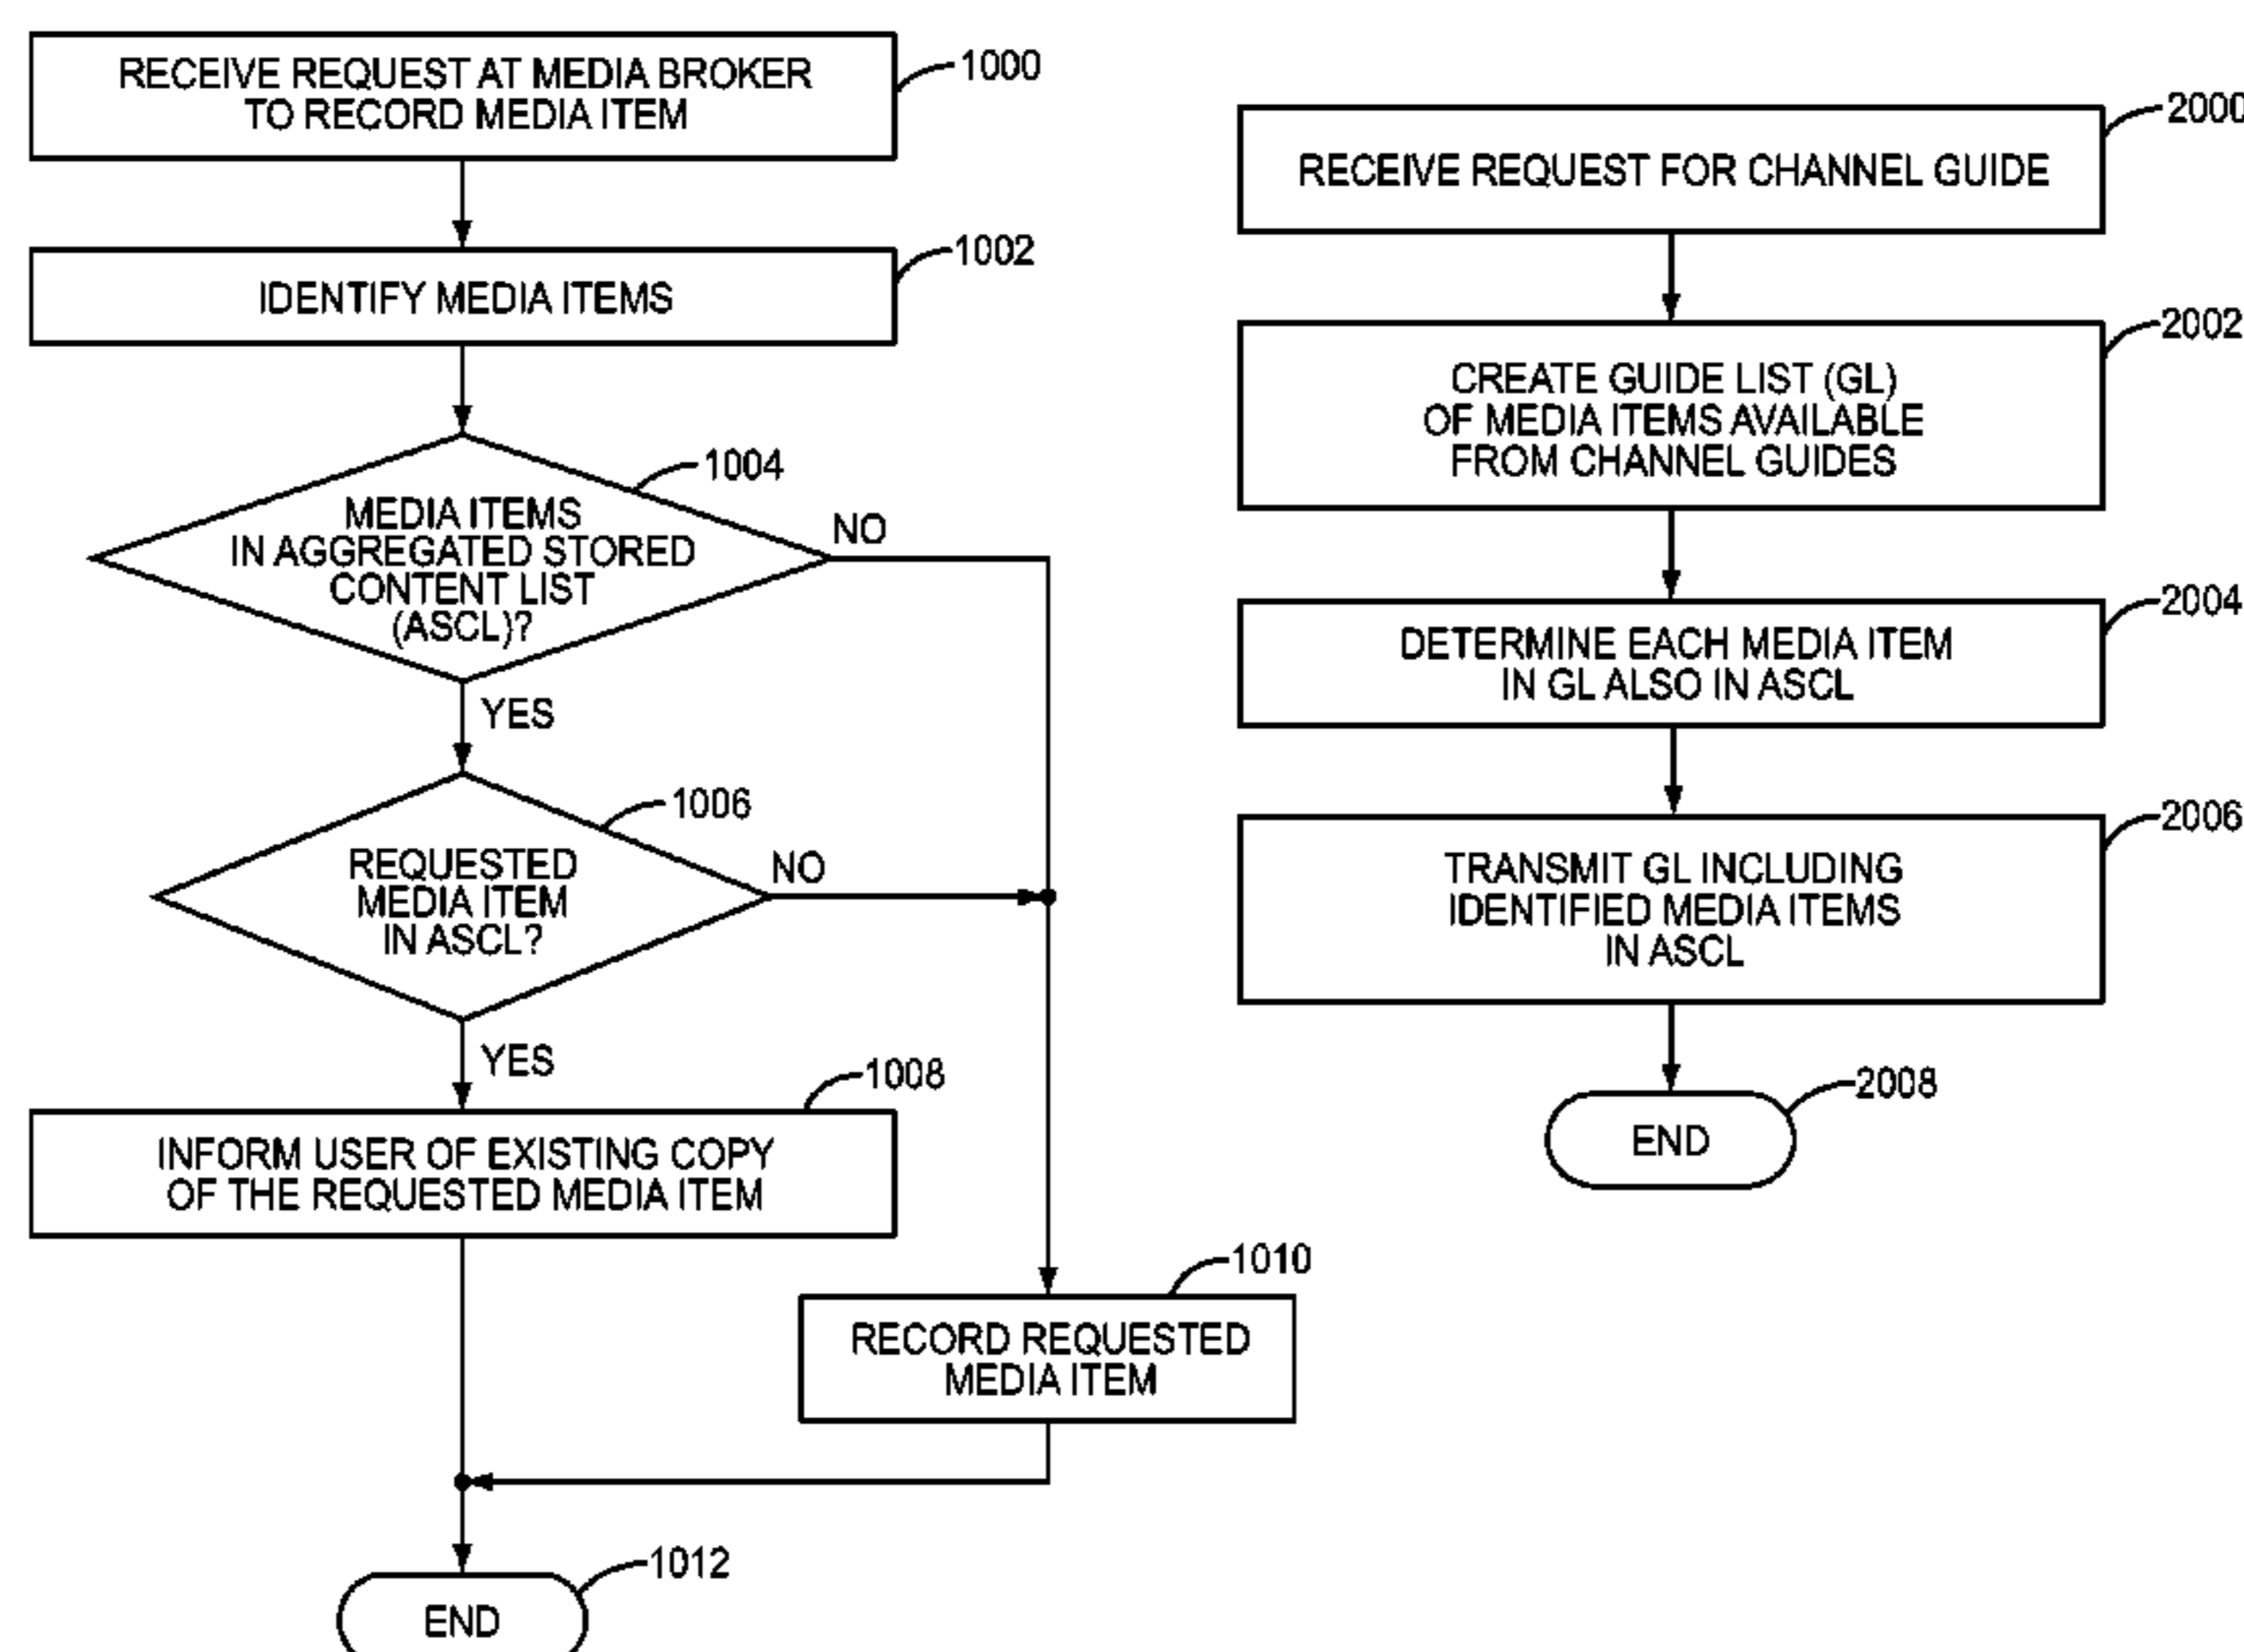 RECEIVE REQUEST AT MEDIA BROKER
TO RECORD MEDIA ITEM
1000
IDENTIFY MEDIA ITEMS
1002
MEDIA ITEMS
IN AGGREGATED STORED
CONTENT LIST
(ASCL)?
1004
NO
YES
REQUESTED
MEDIA ITEM
IN ASCL?
1006
NO
YES
INFORM USER OF EXISTING COPY
OF THE REQUESTED MEDIA ITEM
1008
RECORD REQUESTED
MEDIA ITEM
1010
END
1012
RECEIVE REQUEST FOR CHANNEL GUIDE
2000
CREATE GUIDE LIST (GL)
OF MEDIA ITEMS AVAILABLE
FROM CHANNEL GUIDES
2002
DETERMINE EACH MEDIA ITEM
IN GL ALSO IN ASCL
2004
TRANSMIT GL INCLUDING
IDENTIFIED MEDIA ITEMS
IN ASCL
2006
END
2008